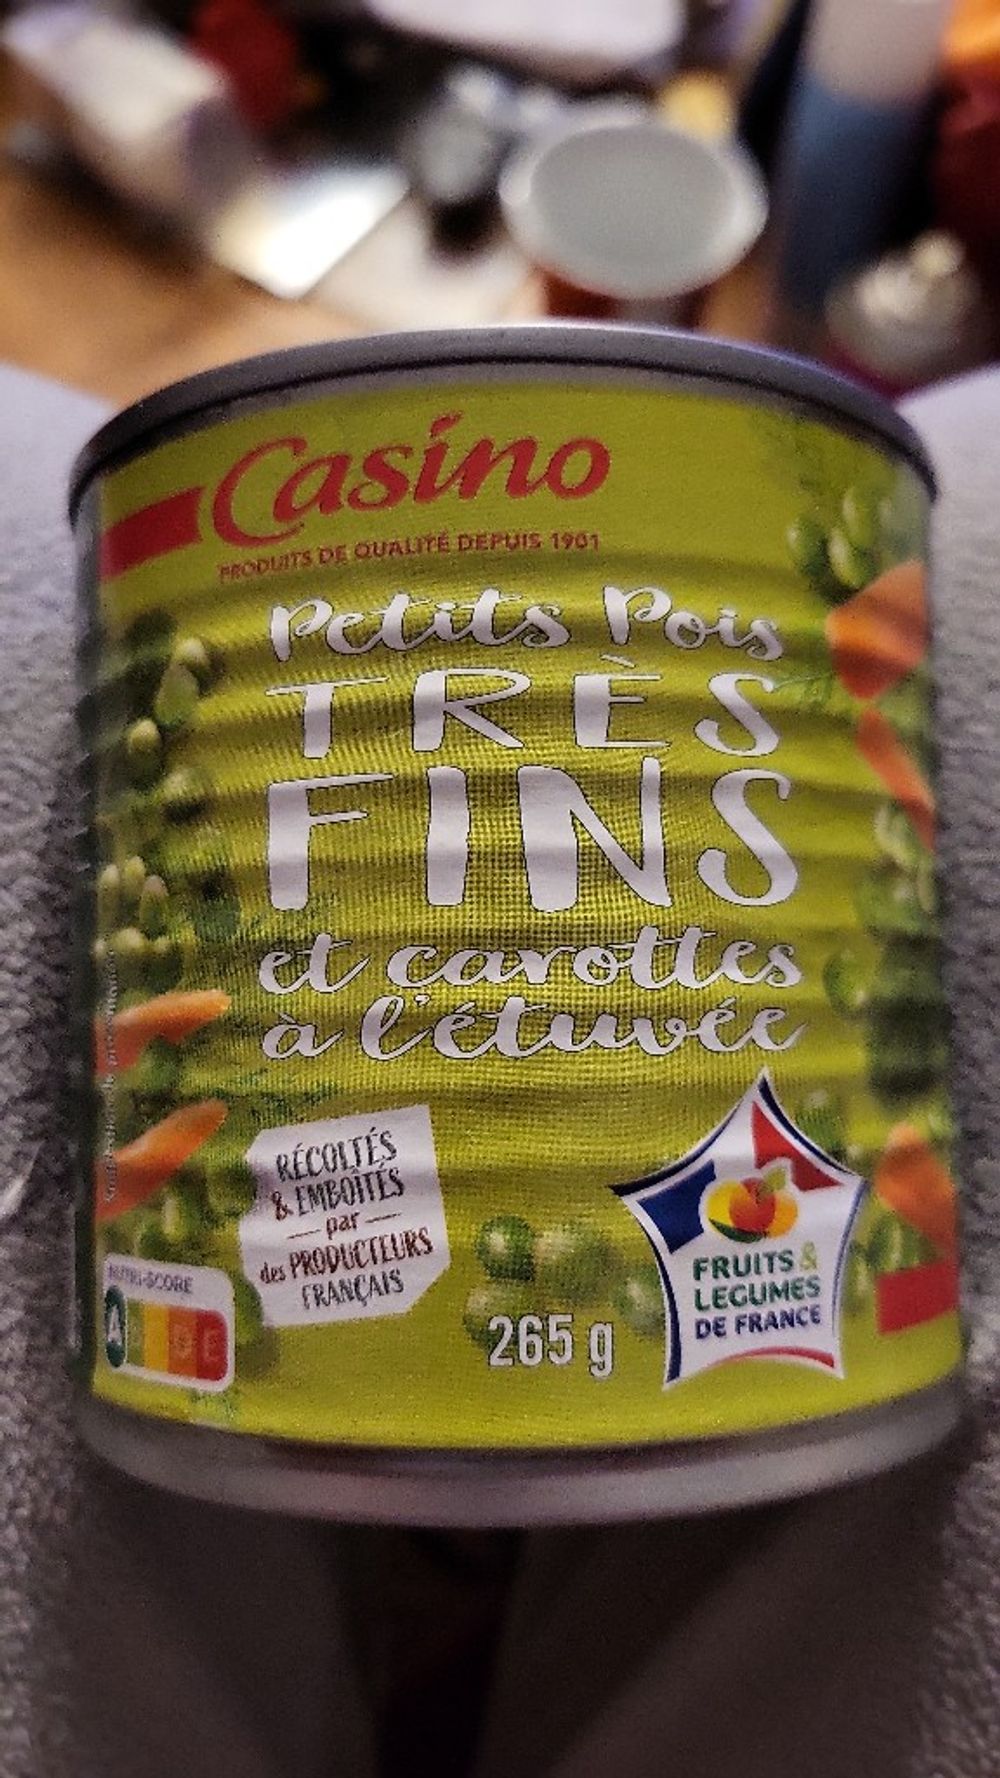 Casino
PRODUITS DE QUALITÉ DEPUIS 1901
Petits Pois
TRÈS
FINS
et carottes
à l'étuvée
RÉCOLTÉS
& EMBOÎTÉS
par
des PRODUCTEURS
FRANÇAIS
NUTRI-SCORE
A D E
265 g
FRUITS &
LEGUMES
DE FRANCE